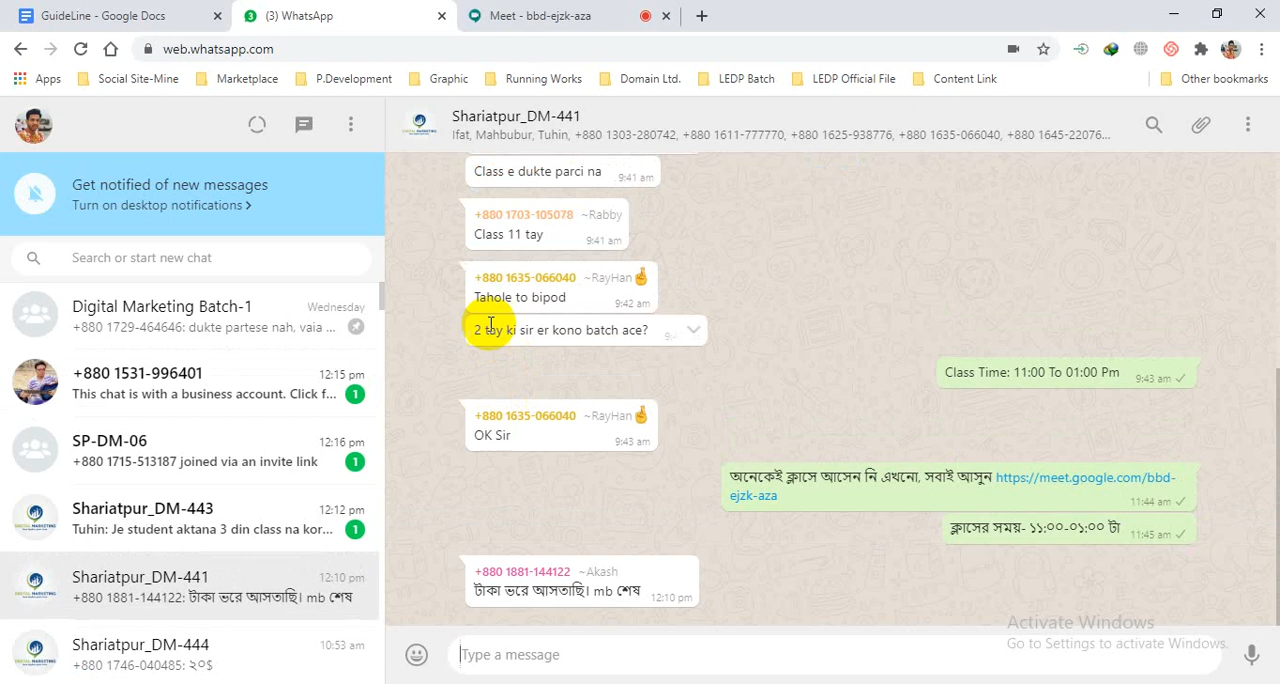 GuideLine - Google Docs
(3) WhatsApp
Meet - bbd-ejzk-aza
web.whatsapp.com
Apps
Social Site-Mine
Marketplace
P.Development
Graphic
Running Works
Domain Ltd.
LEDP Batch
LEDP Official File
Content Link
Other bookmarks
Get notified of new messages
Turn on desktop notifications >
Search or start new chat
Digital Marketing Batch-1
Wednesday
+880 1729-464646: dukte partese nah, vaia ...
+880 1531-996401
12:15 pm
This chat is with a business account. Click f...
1
SP-DM-06
12:16 pm
+880 1715-513187 joined via an invite link
1
Shariatpur_DM-443
12:12 pm
Tuhin: Je student aktana 3 din class na kor...
1
Shariatpur_DM-441
12:10 pm
+880 1881-144122: টাকা ভরে আসতাছি। mb শেষ
Shariatpur_DM-444
10:53 am
+880 1746-040485: ২৩৪
Shariatpur_DM-441
Ifat, Mahbubur, Tuhin, +880 1303-280742, +880 1611-777770, +880 1625-938776, +880 1635-066040, +880 1645-22076...
Class e dukte parci na
9:41 am
+880 1703-105078 ~Rabby
Class 11 tay
9:41 am
+880 1635-066040 ~RayHan🤞
Tahole to bipod
9:42 am
2 tay ki sir er kono batch ace?
Class Time: 11:00 To 01:00 Pm
9:43 am
+880 1635-066040 ~RayHan🤞
OK Sir
9:43 am
অনেকেই ক্লাসে আসেন নি এখনো, সবাই আসুন https://meet.google.com/bbd-
ejzk-aza
11:44 am
ক্লাসের সময়- ১১:০০-০১:০০ টা
11:45 am
+880 1881-144122 ~Akash
টাকা ভরে আসতাছি। mb শেষ
12:10 pm
Type a message
Activate Windows
Go to Settings to activate Windows.